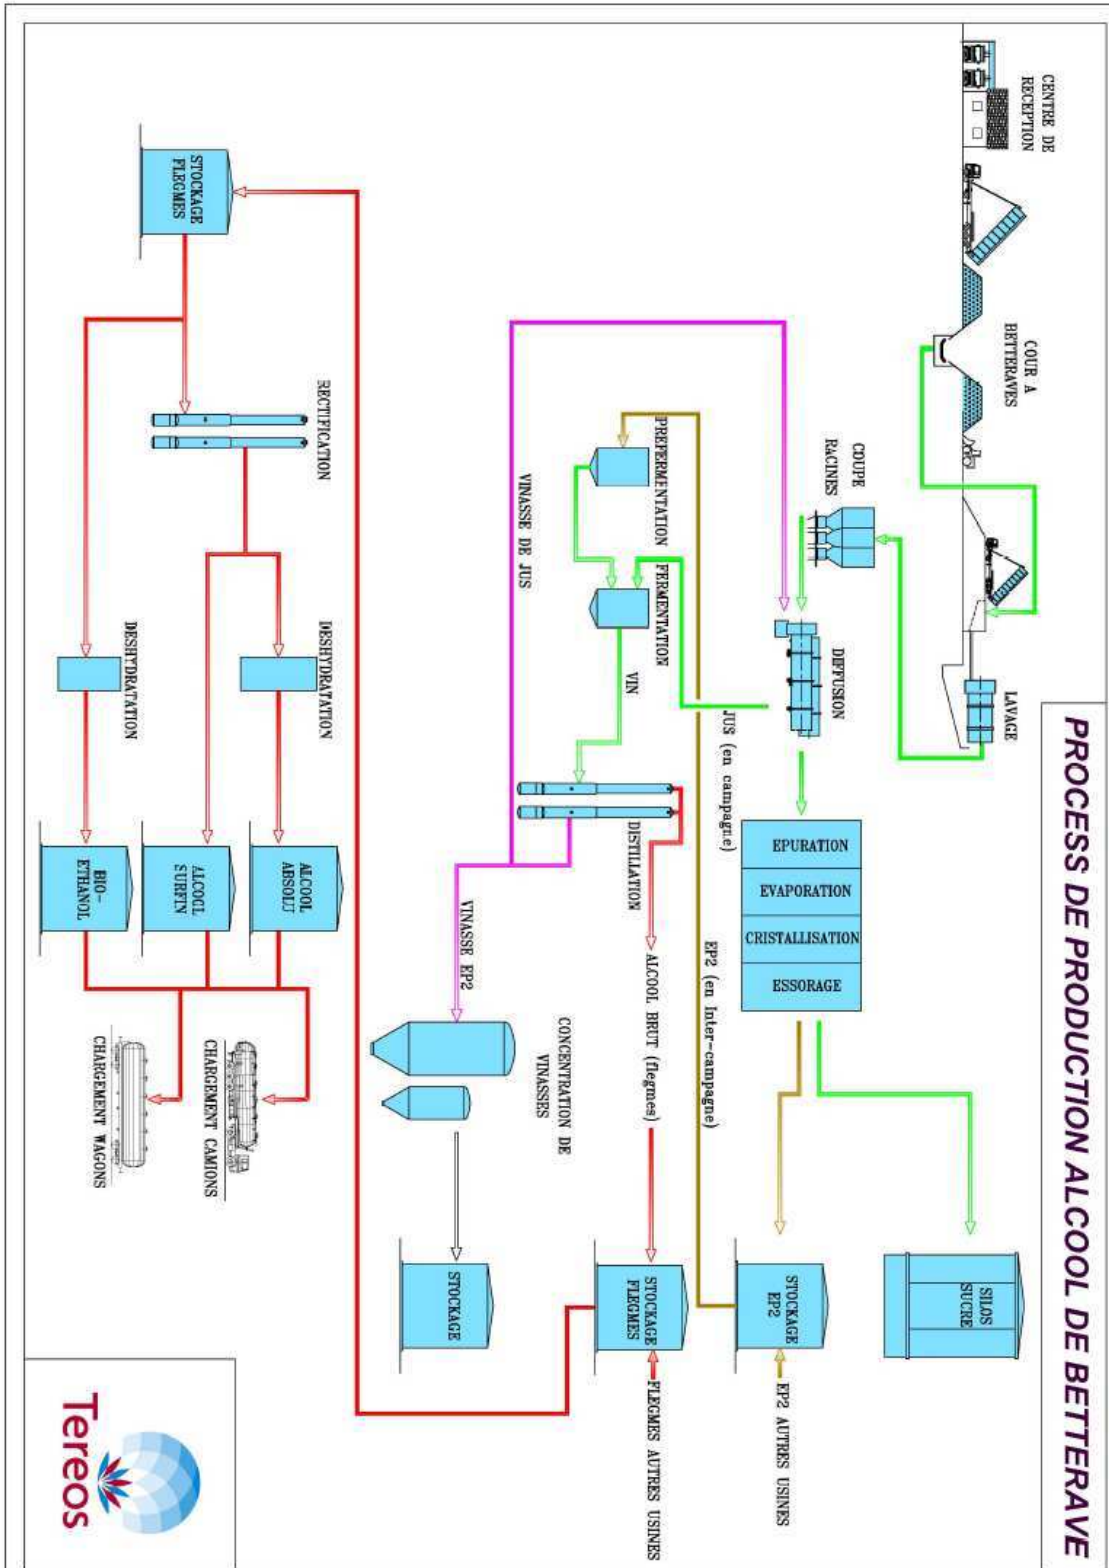 PROCESS DE PRODUCTION ALCOOL DE BETTERAVE
CENTRE DE
RECEPTION
COUR A
BETTERAVES
LAVAGE
COUPE
RACINES
DIFFUSION
EPURATION
EVAPORATION
CRISTALLISATION
ESSORAGE
SILOS
SUCRE
JUS (en campagne)
EP2 (en Inter-campagne)
STOCKAGE
EP2
EP2 AUTRES USINES
PREFERMENTATION
FERMENTATION
VIN
DISTILLATION
ALCOOL BRUT (flegmes)
STOCKAGE
FLEGMES
FLEGMES AUTRES USINES
VINASSE DE JUS
VINASSE EP2
CONCENTRATION DE
VINASSES
STOCKAGE
STOCKAGE
FLEGMES
RECTIFICATION
DESHYDRATATION
ALCOOL
ABSOLU
ALCOOL
SURFIN
DESHYDRATATION
BIO-
ETHANOL
CHARGEMENT CAMIONS
CHARGEMENT WAGONS
Tereos